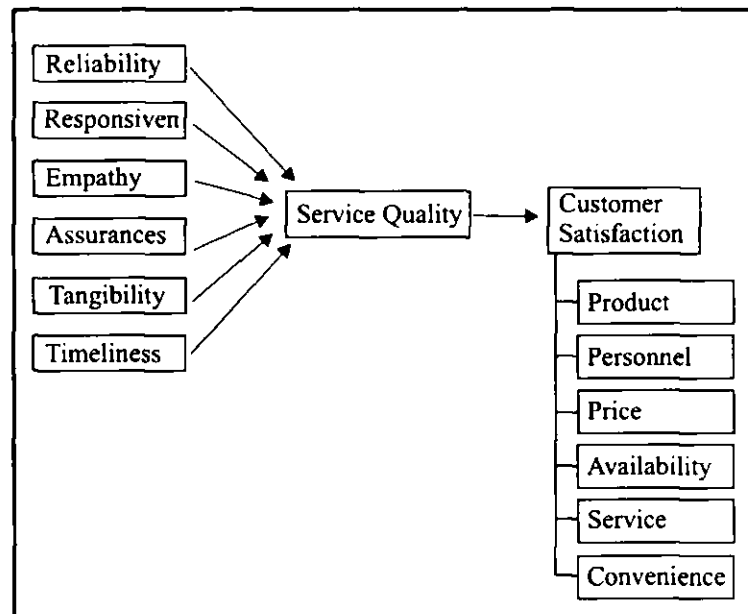 Reliability
Responsiven
Empathy
Assurances
Tangibility
Timeliness
Service Quality
Customer
Satisfaction
Product
Personnel
Price
Availability
Service
Convenience